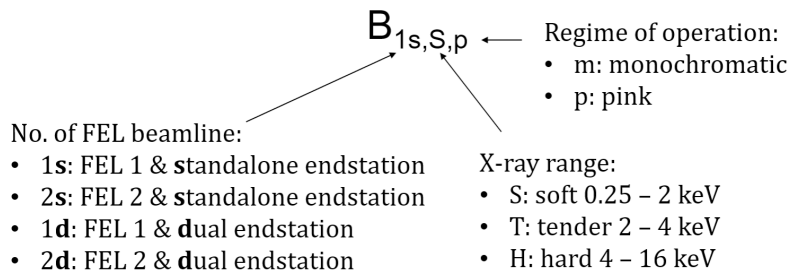 B1s,S,p
Regime of operation:
• m: monochromatic
• p: pink
No. of FEL beamline:
• 1s: FEL 1 & standalone endstation
• 2s: FEL 2 & standalone endstation
• 1d: FEL 1 & dual endstation
• 2d: FEL 2 & dual endstation
X-ray range:
• S: soft 0.25 – 2 keV
• T: tender 2 – 4 keV
• H: hard 4 – 16 keV